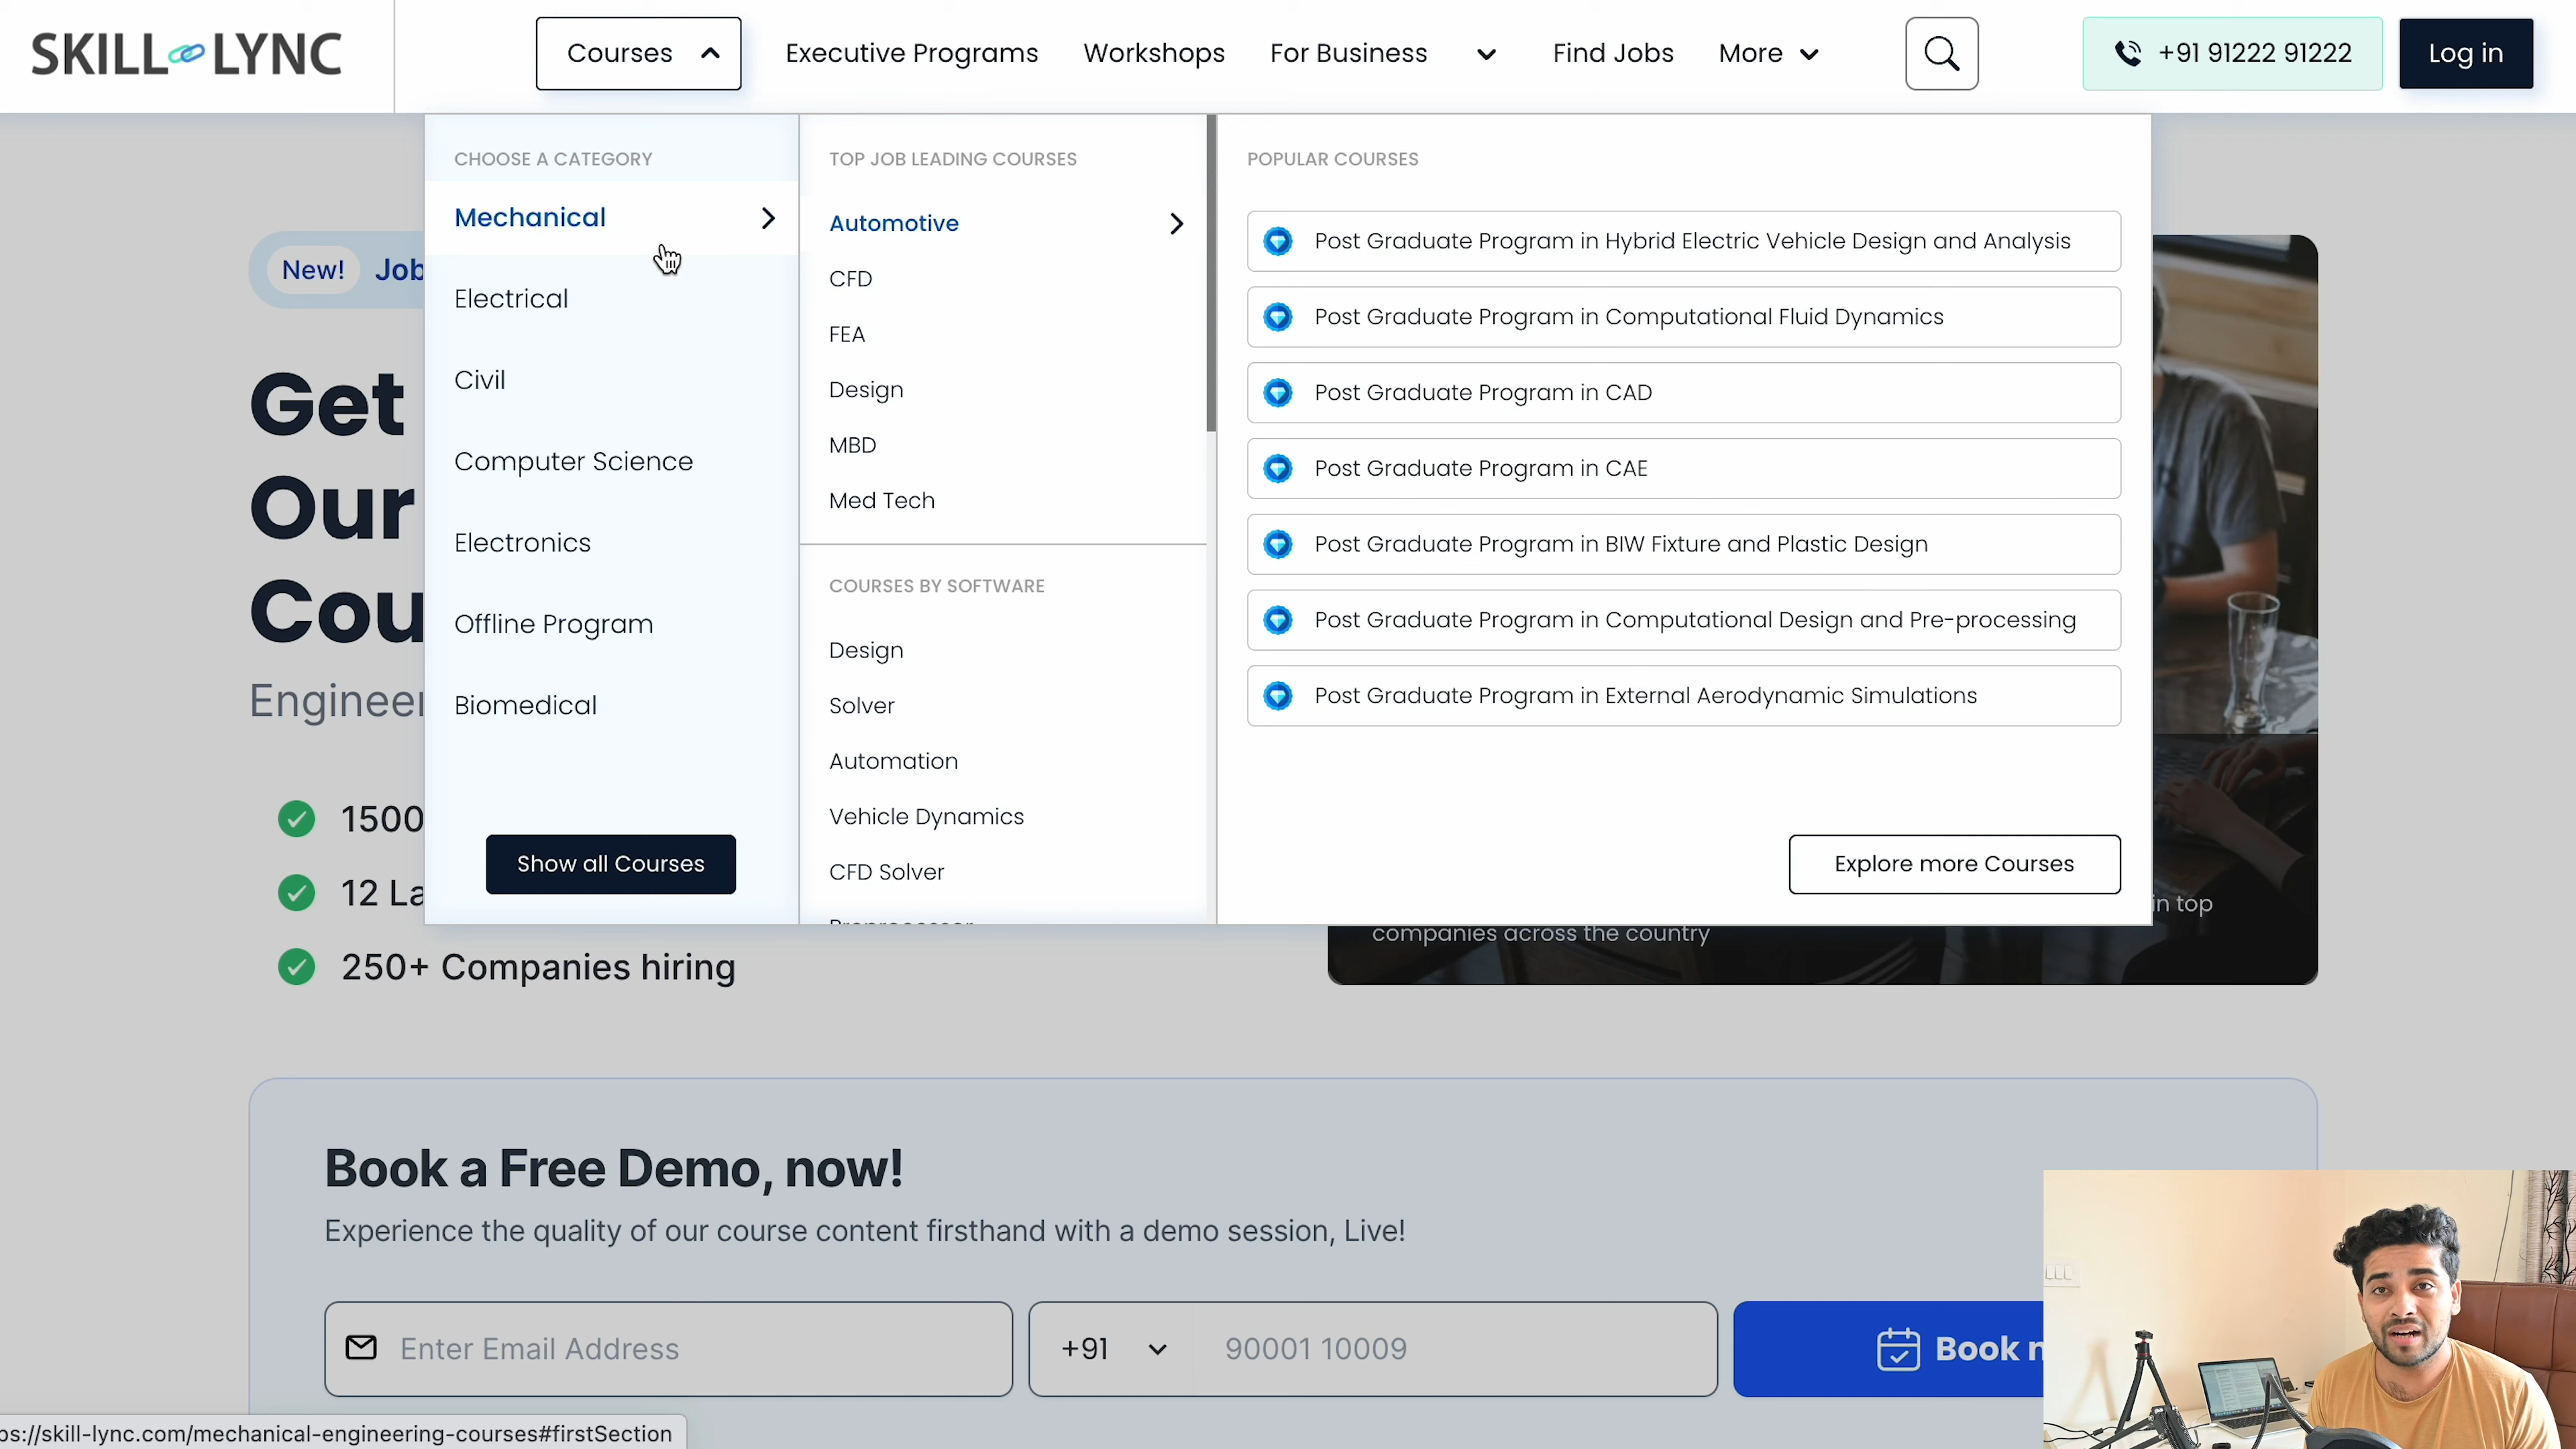 SKILL LYNC
Courses
Executive Programs
Workshops
For Business
Find Jobs
More
+91 91222 91222
Log in
CHOOSE A CATEGORY
Mechanical
Electrical
Civil
Computer Science
Electronics
Offline Program
Biomedical
Show all Courses
TOP JOB LEADING COURSES
Automotive
CFD
FEA
Design
MBD
Med Tech
COURSES BY SOFTWARE
Design
Solver
Automation
Vehicle Dynamics
CFD Solver
POPULAR COURSES
Post Graduate Program in Hybrid Electric Vehicle Design and Analysis
Post Graduate Program in Computational Fluid Dynamics
Post Graduate Program in CAD
Post Graduate Program in CAE
Post Graduate Program in BIW Fixture and Plastic Design
Post Graduate Program in Computational Design and Pre-processing
Post Graduate Program in External Aerodynamic Simulations
Explore more Courses
New! Job
Get
Our
Cou
Engineer
1500
12 La
250+ Companies hiring
in top
companies across the country
Book a Free Demo, now!
Experience the quality of our course content firsthand with a demo session, Live!
Enter Email Address
+91
90001 10009
Book n
ps://skill-lync.com/mechanical-engineering-courses#firstSection